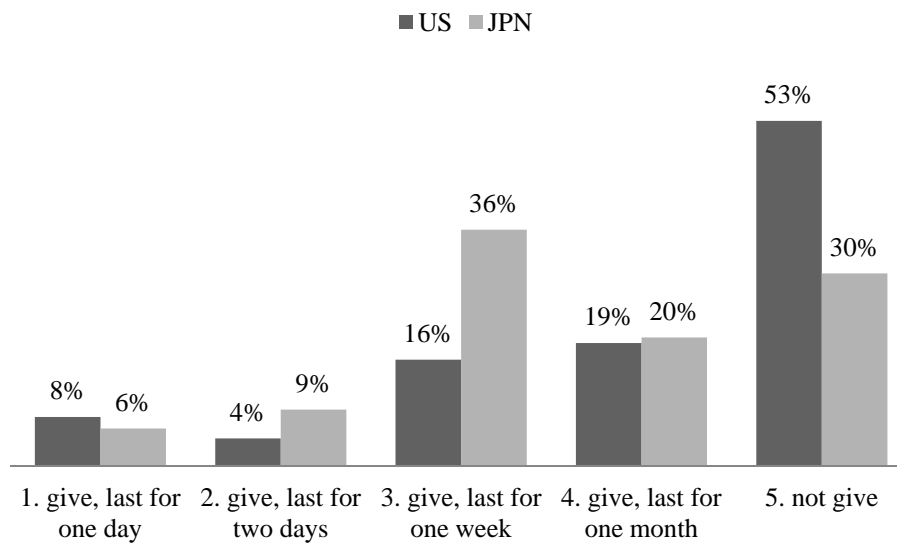 US JPN
53%
36%
30%
16%
19%
20%
8%
6%
4%
9%
1. give, last for one day
2. give, last for two days
3. give, last for one week
4. give, last for one month
5. not give